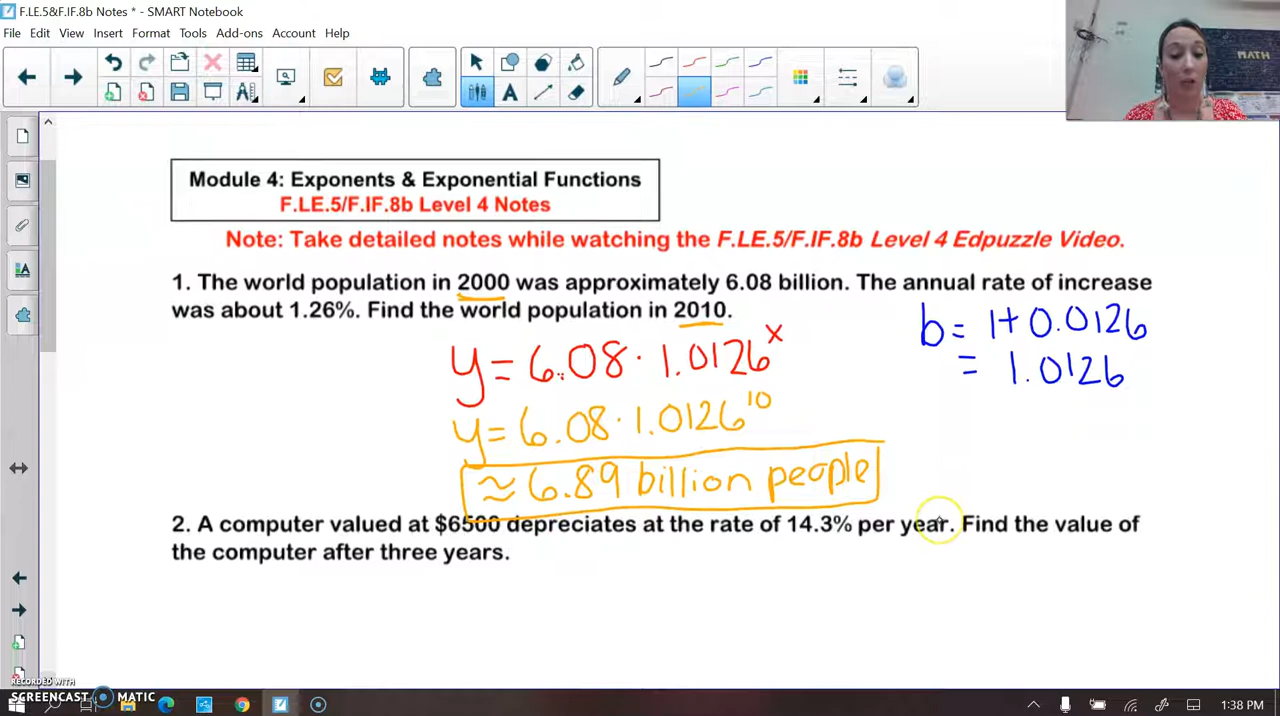 F.LE.5&F.IF.8b Notes * - SMART Notebook
File Edit View Insert Format Tools Add-ons Account Help
MATH
Module 4: Exponents & Exponential Functions
F.LE.5/F.IF.8b Level 4 Notes
Note: Take detailed notes while watching the F.LE.5/F.IF.8b Level 4 Edpuzzle Video.
1. The world population in 2000 was approximately 6.08 billion. The annual rate of increase
was about 1.26%. Find the world population in 2010.
b = 1+0.0126
= 1.0126
y = 6.08 · 1.0126^x
y = 6.08 · 1.0126^10
≈ 6.89 billion people
2. A computer valued at $6500 depreciates at the rate of 14.3% per year. Find the value of
the computer after three years.
RECORDED WITH
SCREENCAST MATIC
1:38 PM